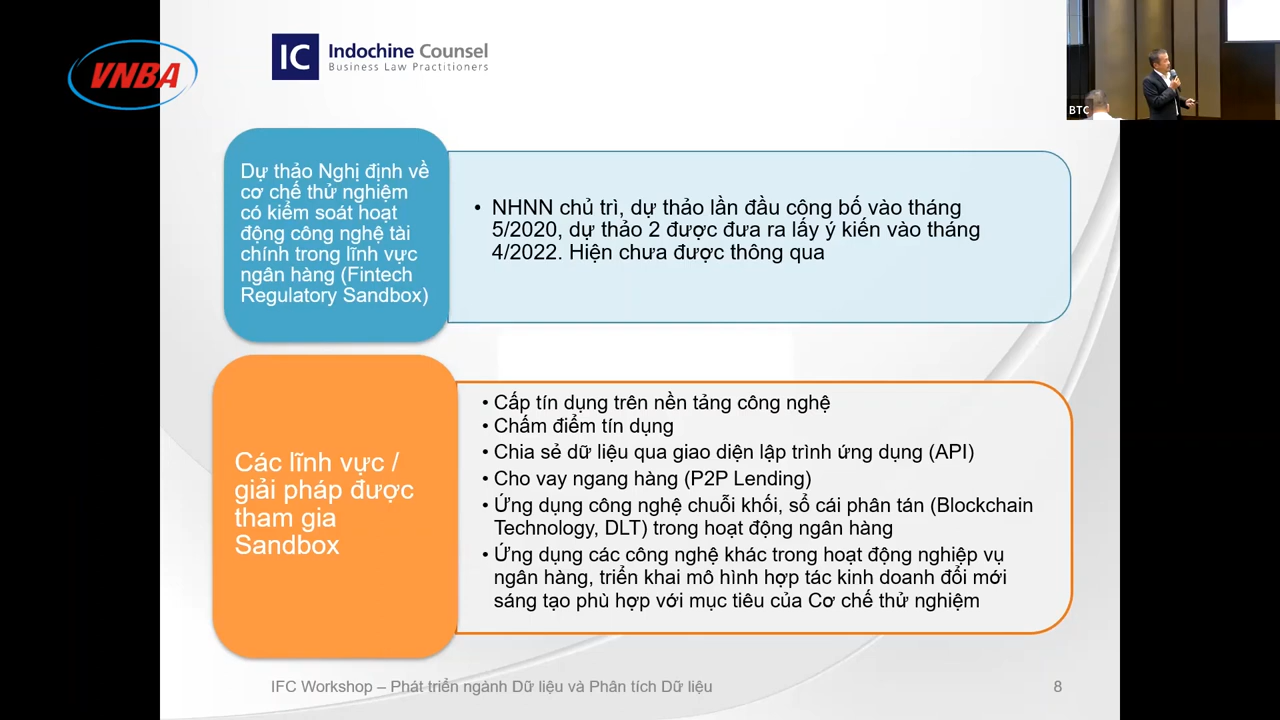 VNBA
IC Indochine Counsel
Business Law Practitioners
BTC
Dự thảo Nghị định về
cơ chế thử nghiệm
có kiểm soát hoạt
động công nghệ tài
chính trong lĩnh vực
ngân hàng (Fintech
Regulatory Sandbox)
• NHNN chủ trì, dự thảo lần đầu công bố vào tháng
5/2020, dự thảo 2 được đưa ra lấy ý kiến vào tháng
4/2022. Hiện chưa được thông qua
Các lĩnh vực /
giải pháp được
tham gia
Sandbox
• Cấp tín dụng trên nền tảng công nghệ
• Chấm điểm tín dụng
• Chia sẻ dữ liệu qua giao diện lập trình ứng dụng (API)
• Cho vay ngang hàng (P2P Lending)
• Ứng dụng công nghệ chuỗi khối, sổ cái phân tán (Blockchain
Technology, DLT) trong hoạt động ngân hàng
• Ứng dụng các công nghệ khác trong hoạt động nghiệp vụ
ngân hàng, triển khai mô hình hợp tác kinh doanh đổi mới
sáng tạo phù hợp với mục tiêu của Cơ chế thử nghiệm
IFC Workshop – Phát triển ngành Dữ liệu và Phân tích Dữ liệu
8